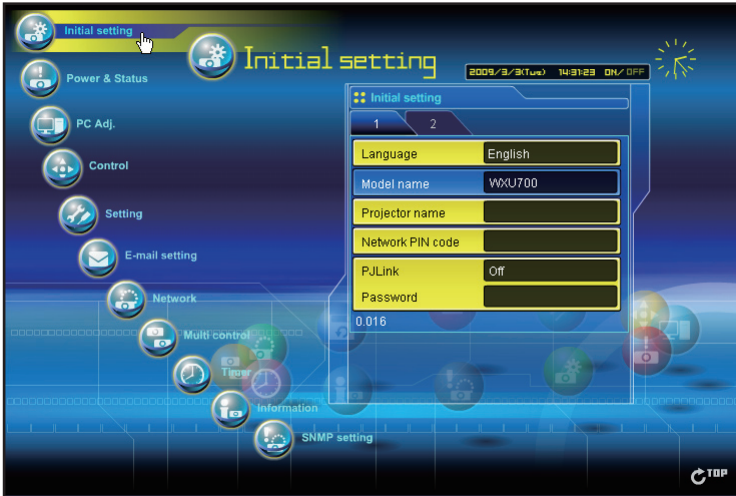 Initial setting
Initial setting
2009/3/3(Tue) 14:31:23 ON/OFF
Power & Status
Initial setting
1 2
PC Adj.
Language English
Control
Model name WXU700
Setting
Projector name
Network PIN code
E-mail setting
PJLink Off
Password
Network
0.016
Multi control
Timer
Information
SNMP setting
TOP